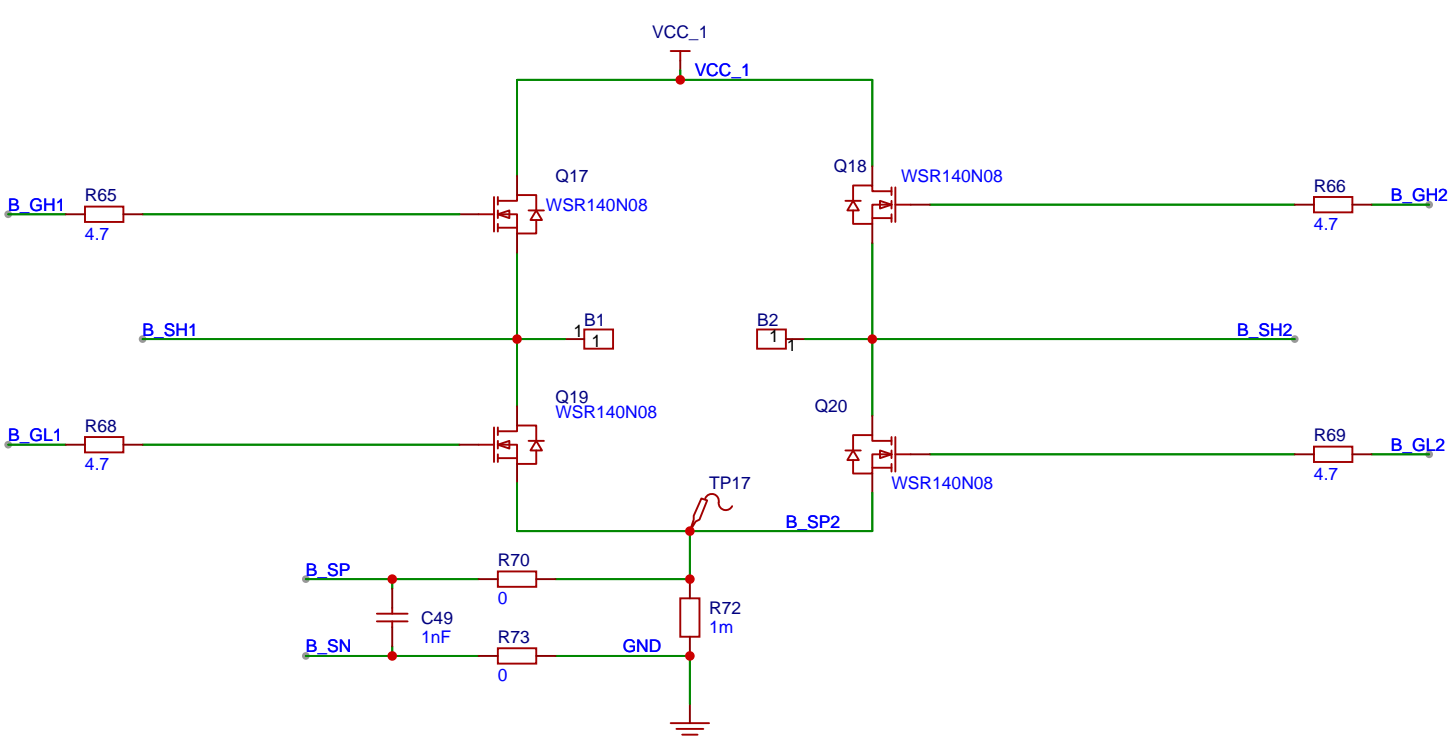 VCC_1
VCC_1
Q17
WSR140N08
Q18
WSR140N08
B_GH1
R65
4.7
R66
4.7
B_GH2
B_SH1
1
B1
1
B2
1
1
B_SH2
Q19
WSR140N08
Q20
WSR140N08
B_GL1
R68
4.7
R69
4.7
B_GL2
TP17
B_SP2
B_SP
R70
0
C49
1nF
R72
1m
B_SN
R73
0
GND